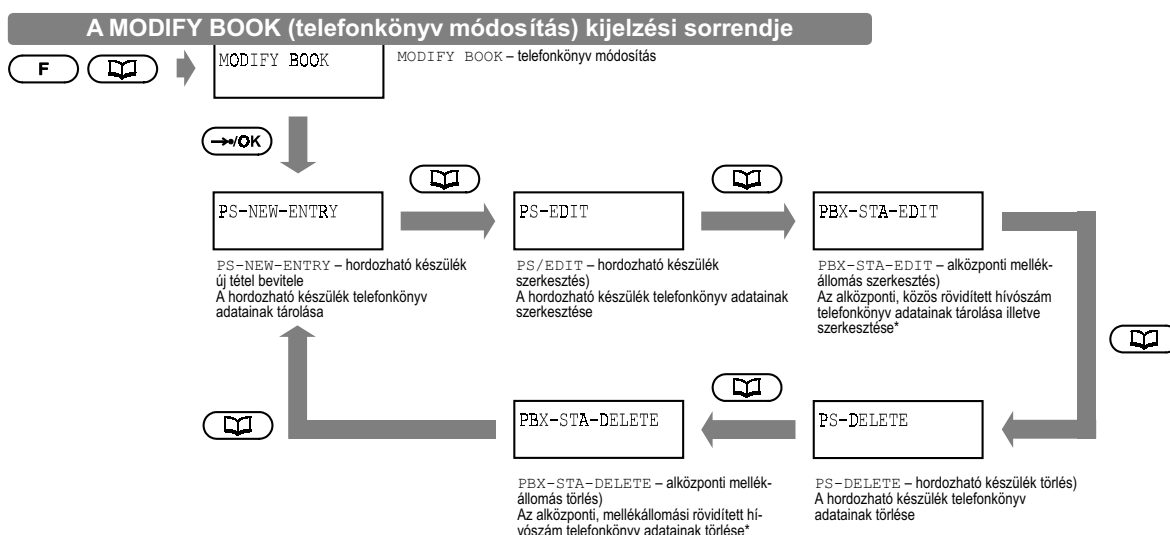 A MODIFY BOOK (telefonkönyv módosítás) kijelzési sorrendje
F
MODIFY BOOK
MODIFY BOOK – telefonkönyv módosítás
/OK
PS-NEW-ENTRY
PS-EDIT
PBX-STA-EDIT
PS-NEW-ENTRY – hordozható készülék
új tétel bevitele
A hordozható készülék telefonkönyv
adatainak tárolása
PS/EDIT – hordozható készülék
szerkesztés)
A hordozható készülék telefonkönyv adatainak
szerkesztése
PBX-STA-EDIT – alközponti mellék-
állomás szerkesztés)
Az alközponti, közös rövidített hívószám
telefonkönyv adatainak tárolása illetve
szerkesztése*
PBX-STA-DELETE
PS-DELETE
PBX-STA-DELETE – alközponti mellék-
állomás törlés)
Az alközponti, mellékállomási rövidített hí-
vószám telefonkönyv adatainak törlése*
PS-DELETE – hordozható készülék törlés)
A hordozható készülék telefonkönyv
adatainak törlése